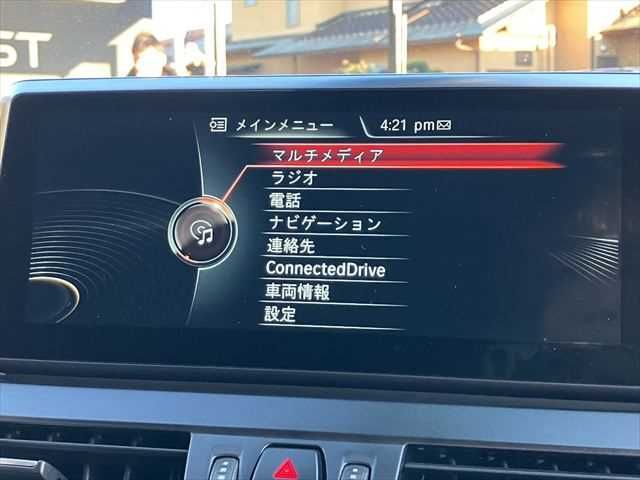 ST
メインメニュー 4:21 pm
マルチメディア
ラジオ
電話
ナビゲーション
連絡先
ConnectedDrive
車両情報
設定